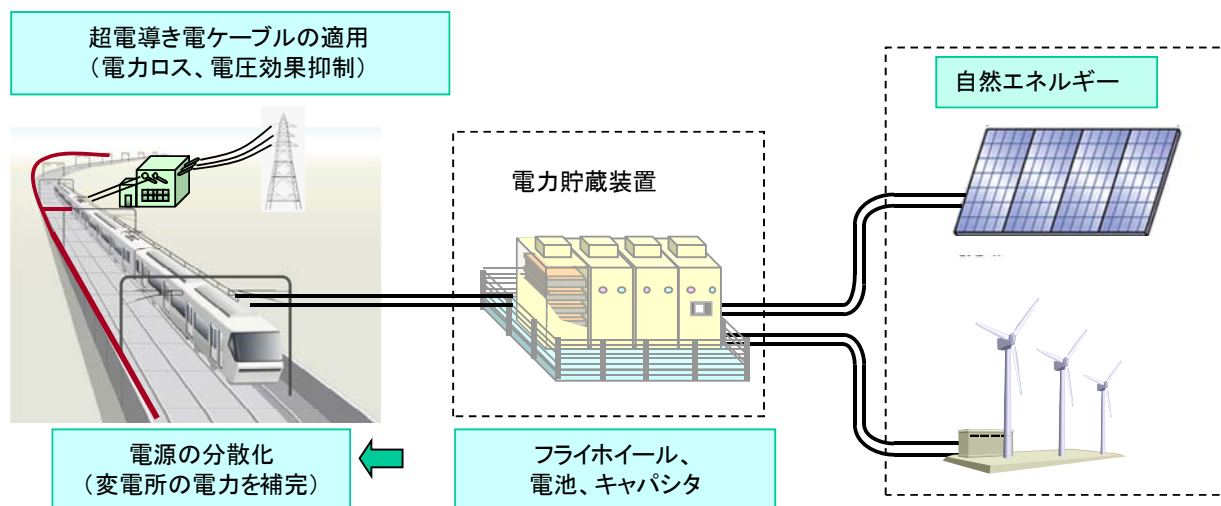 超電導き電ケーブルの適用
（電力ロス、電圧効果抑制）
自然エネルギー
電力貯蔵装置
電源の分散化
（変電所の電力を補完）
フライホイール、
電池、キャパシタ